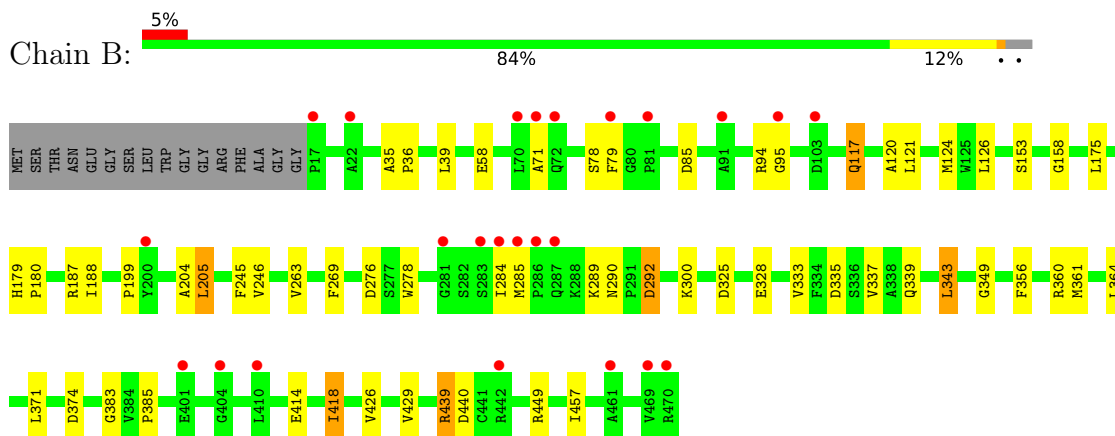 5%
Chain B:
84% 12% • •
MET SER THR ASN GLU GLY SER LEU TRP GLY GLY ARG PHE ALA GLY GLY P17 A22 A35 P36 L39 E58 L70 A71 Q72 S78 F79 G80 P81 D85 A91 R94 G95 D103 Q117 A120 L121 M124 W125 L126 S153 G158 L175
H179 P180 R187 I188 P199 Y200 A204 L205 F245 V246 V263 F269 D276 S277 W278 G281 S282 S283 I284 M285 P286 Q287 K288 K289 N290 P291 D292 K300 D325 E328 V333 F334 D335 S336 V337 A338 Q339 L343 G349 F356 R360 M361 L364
L371 D374 G383 V384 P385 E401 G404 L410 E414 I418 V426 V429 R439 D440 C441 R442 R449 I457 A461 V469 R470